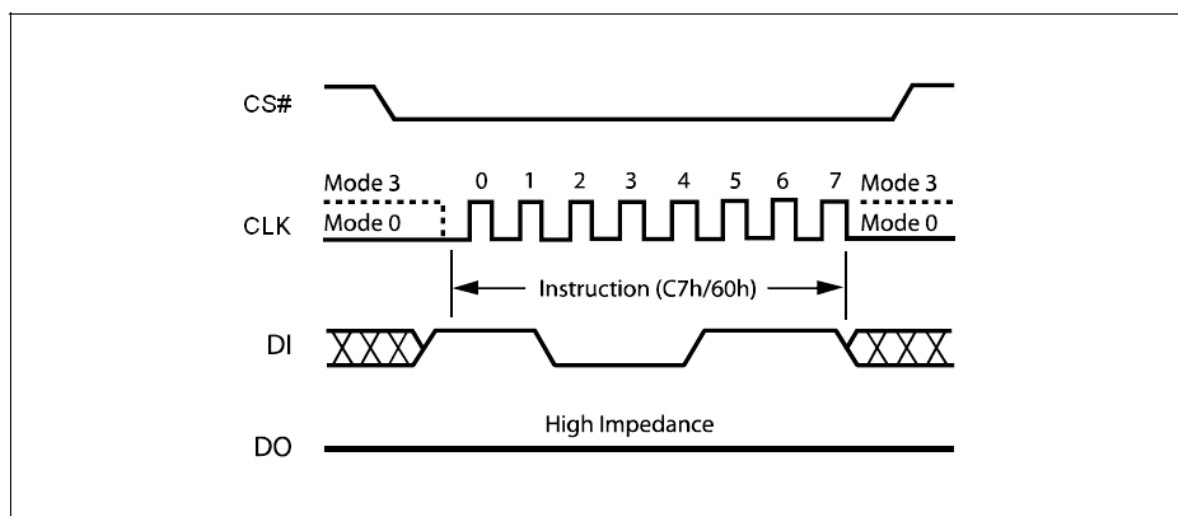 CS#
Mode 3 0 1 2 3 4 5 6 7 Mode 3
CLK Mode 0 Mode 0
Instruction (C7h/60h)
DI
High Impedance
DO